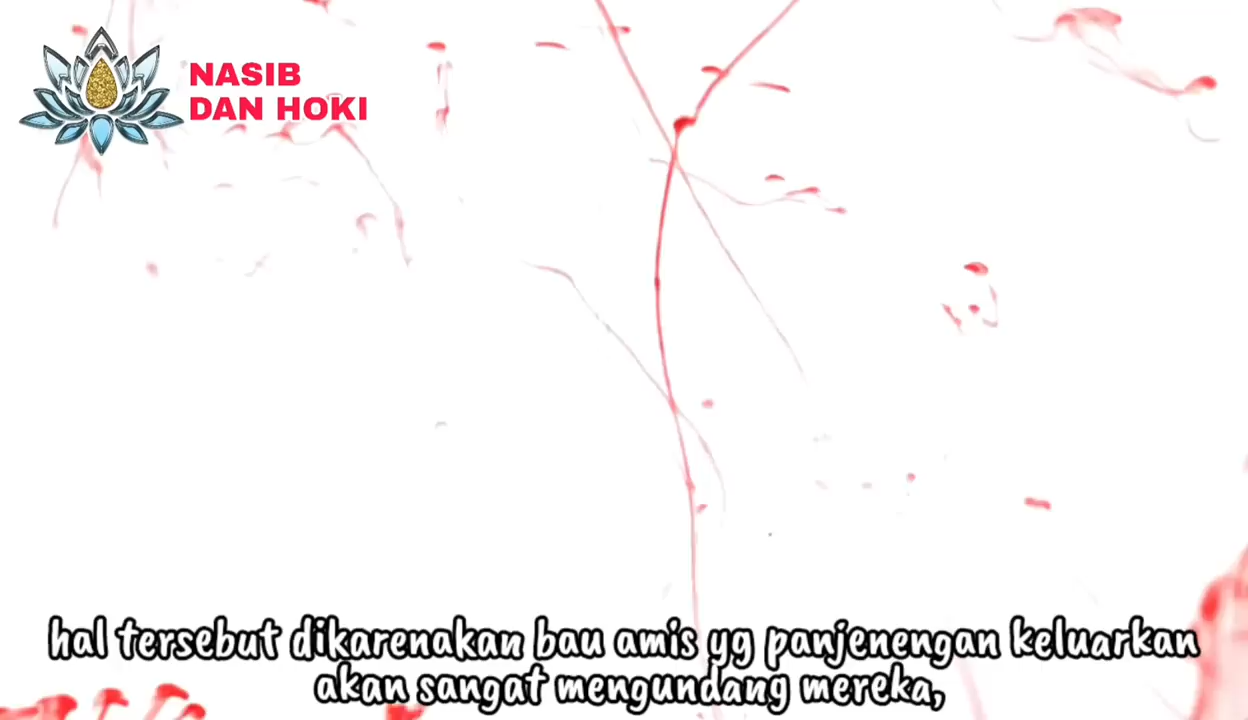 NASIB
DAN HOKI
hal tersebut dikarenakan bau amis yg panjenengan keluarkan
akan sangat mengundang mereka,